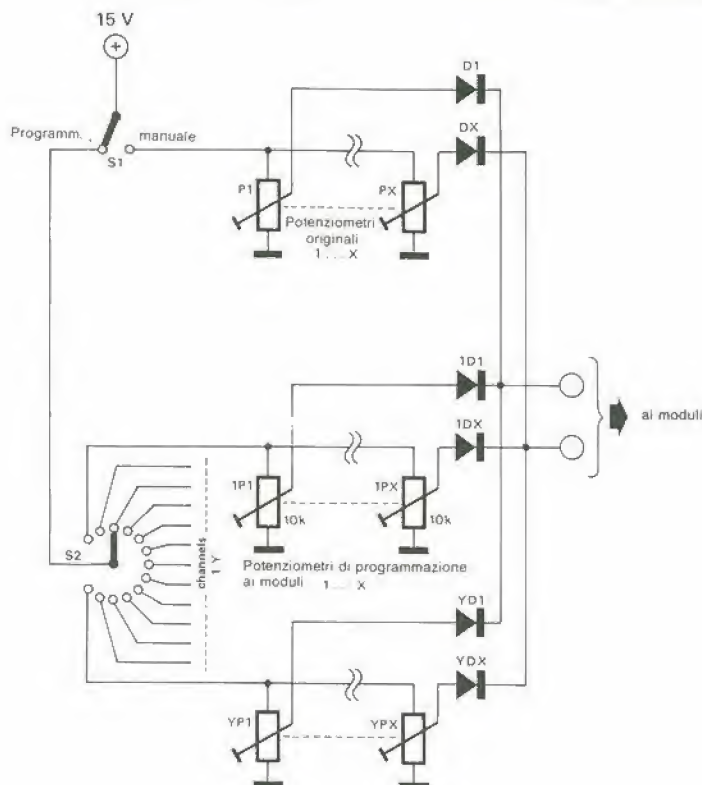 15 V
+
D1
DX
Programm.
manuale
S1
P1
PX
Potenziometri
originali
1 .... X
1D1
1DX
ai moduli
1P1
1PX
10k
10k
S2
channels
1 Y
Potenziometri di programmazione
ai moduli 1 .... X
YD1
YDX
YP1
YPX